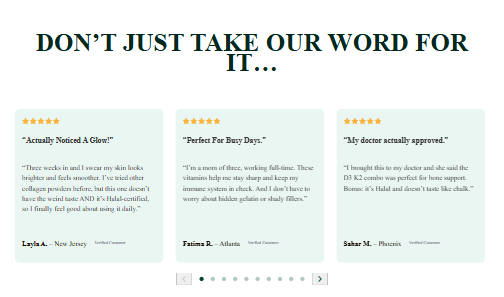 DON’T JUST TAKE OUR WORD FOR
IT…
“Actually Noticed A Glow!”
“Three weeks in and I swear my skin looks
brighter and feels smoother. I’ve tried other
collagen powders before, but this one doesn’t
have the weird taste AND it’s Halal-certified,
so I finally feel good about using it daily.”
Layla A. – New Jersey Verified Customer
“Perfect For Busy Days.”
“I’m a mom of three, working full-time. These
vitamins help me stay sharp and keep my
immune system in check. And I don’t have to
worry about hidden gelatin or shady fillers.”
Fatima R. – Atlanta Verified Customer
“My doctor actually approved.”
“I brought this to my doctor and she said the
D3 K2 combo was perfect for bone support.
Bonus: it’s Halal and doesn’t taste like chalk.”
Sahar M. – Phoenix Verified Customer